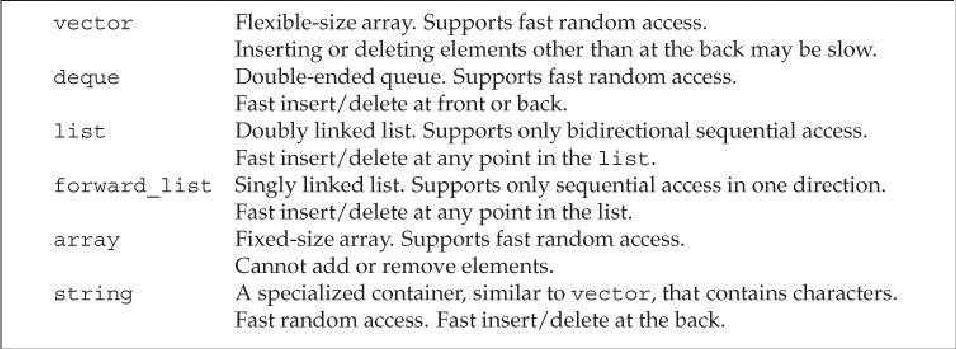 vector Flexible-size array. Supports fast random access.
Inserting or deleting elements other than at the back may be slow.
deque Double-ended queue. Supports fast random access.
Fast insert/delete at front or back.
list Doubly linked list. Supports only bidirectional sequential access.
Fast insert/delete at any point in the list.
forward_list Singly linked list. Supports only sequential access in one direction.
Fast insert/delete at any point in the list.
array Fixed-size array. Supports fast random access.
Cannot add or remove elements.
string A specialized container, similar to vector, that contains characters.
Fast random access. Fast insert/delete at the back.